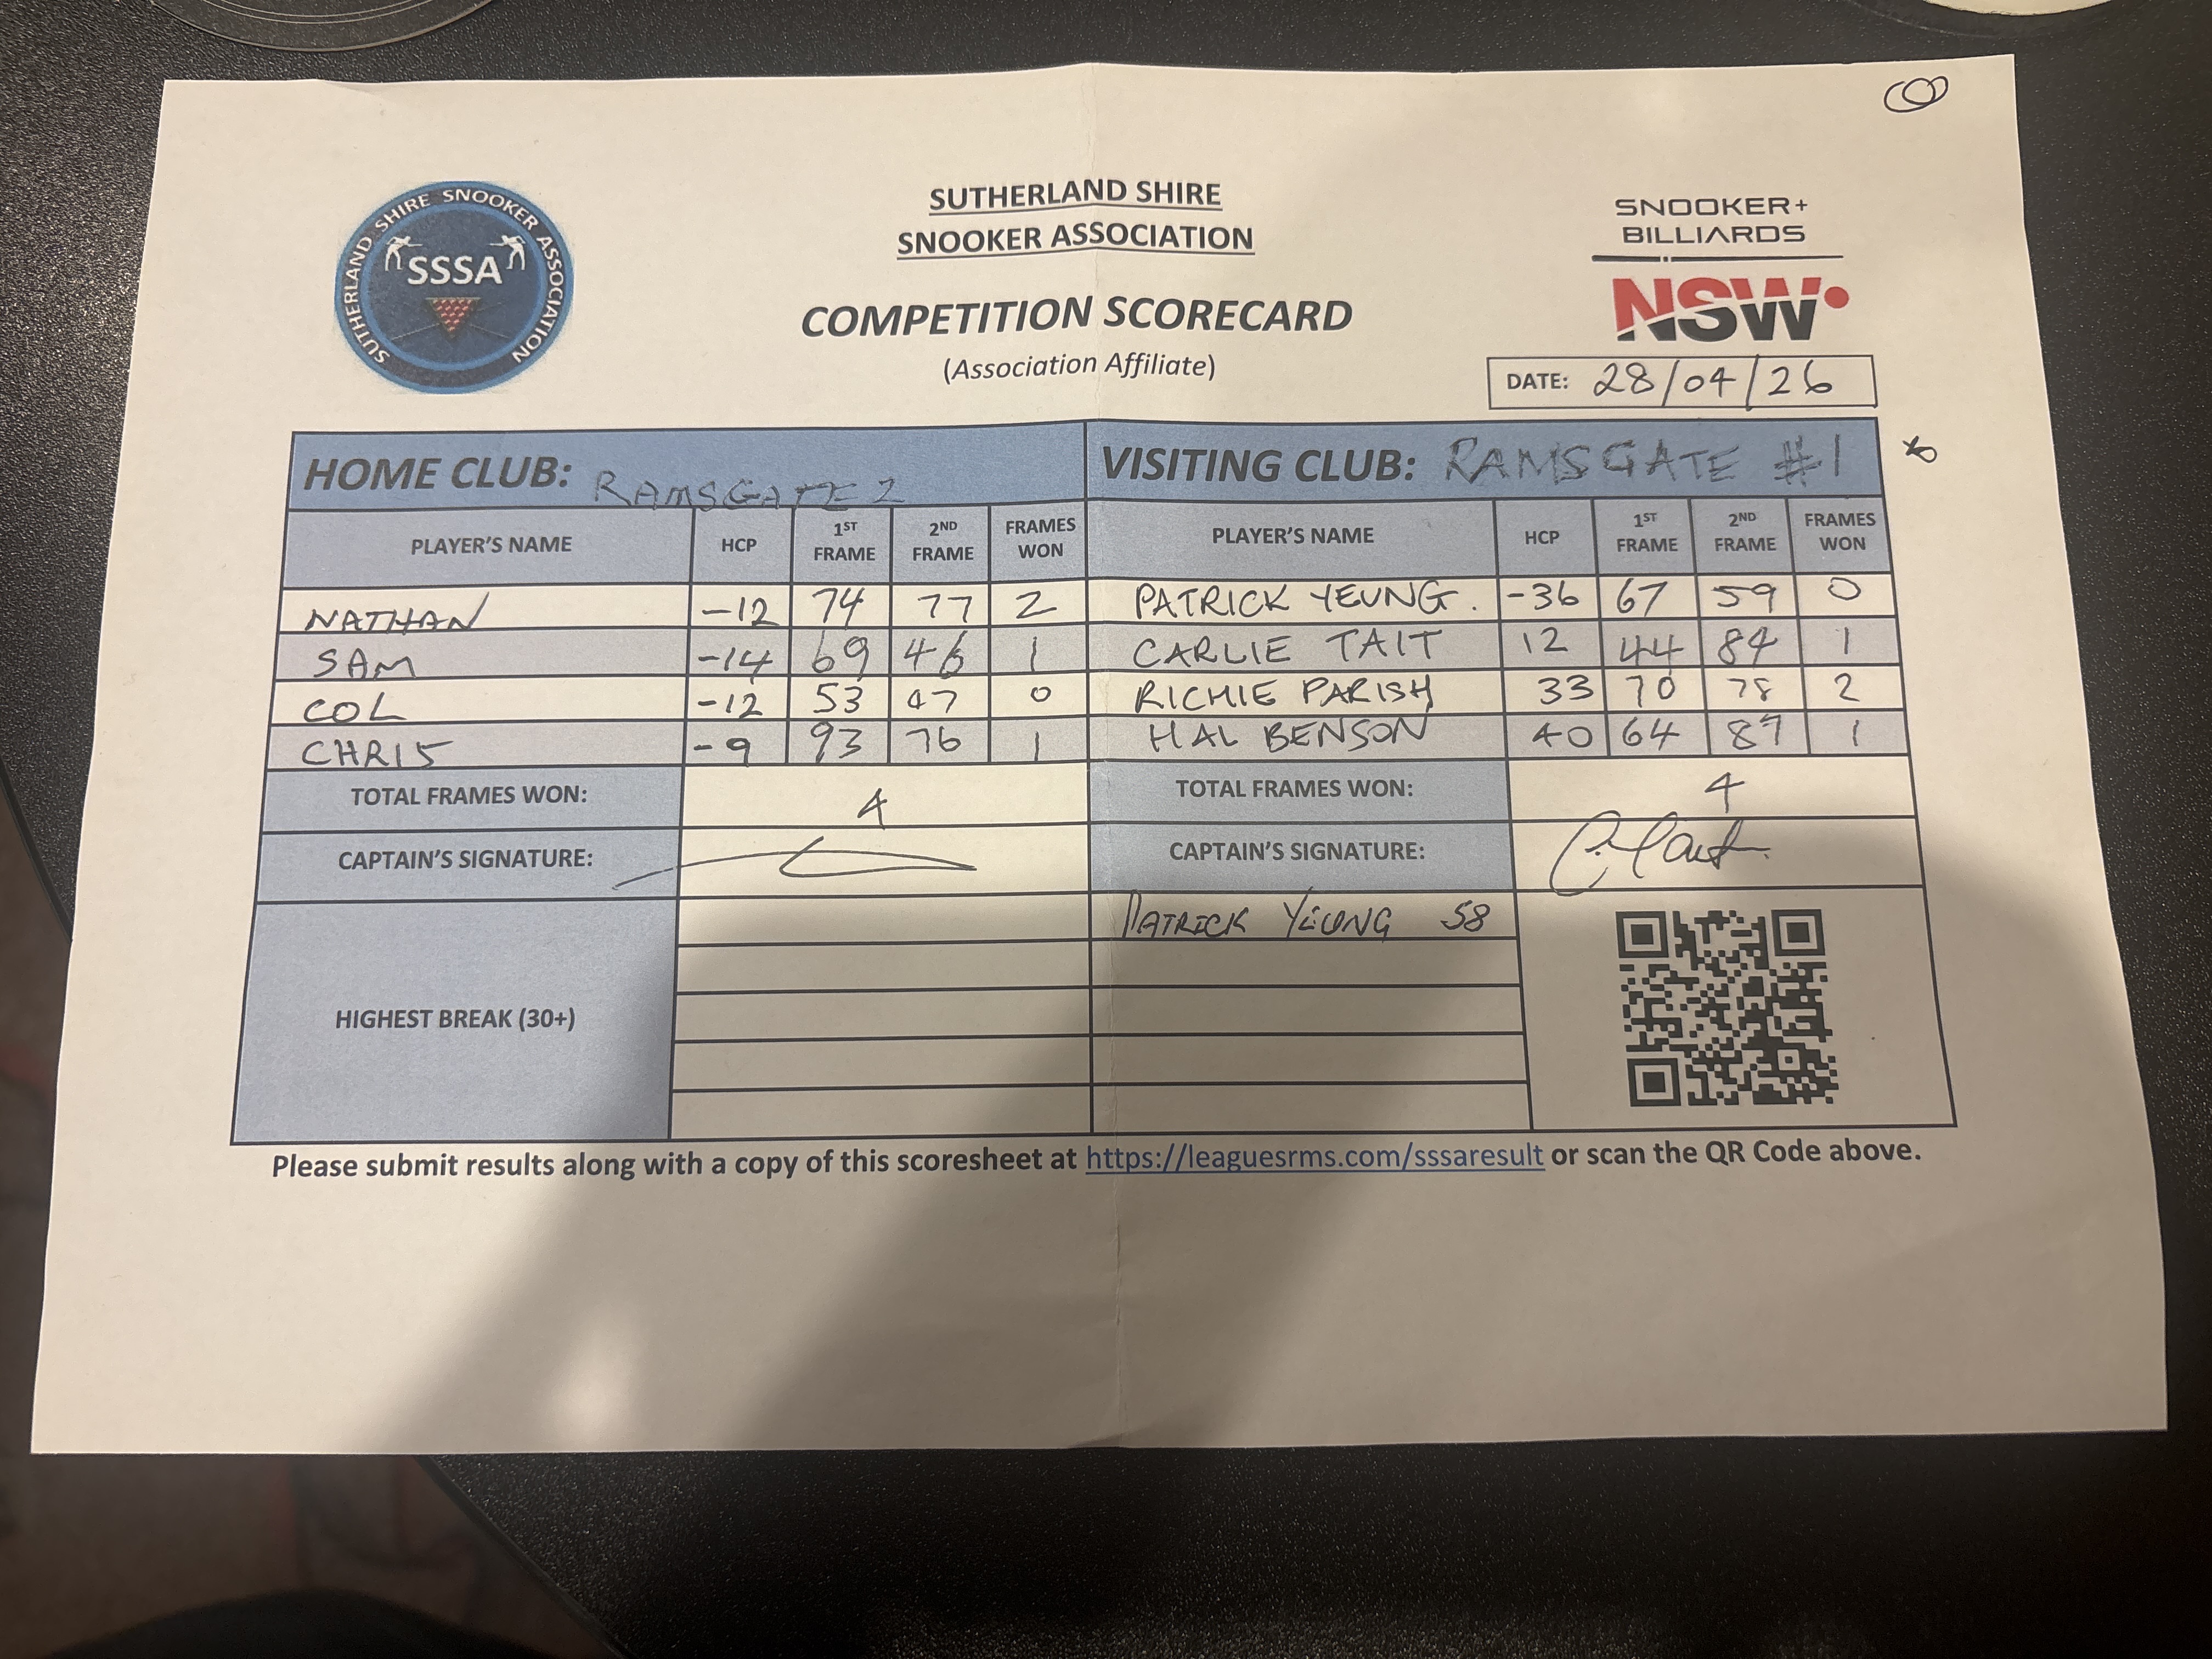 SUTHERLAND SHIRE SNOOKER ASSOCIATION
SSSA
SUTHERLAND SHIRE
SNOOKER ASSOCIATION
COMPETITION SCORECARD
(Association Affiliate)
SNOOKER+
BILLIARDS
NSW
DATE: 28/04/26
HOME CLUB: RAMSGATE 2 VISITING CLUB: RAMSGATE #1
PLAYER'S NAME HCP 1ST FRAME 2ND FRAME FRAMES WON PLAYER'S NAME HCP 1ST FRAME 2ND FRAME FRAMES WON
NATHAN -12 74 77 2 PATRICK YEUNG. -36 67 59 0
SAM -14 69 46 1 CARLIE TAIT 12 44 84 1
COL -12 53 47 0 RICHIE PARISH 33 70 78 2
CHRIS -9 93 76 1 HAL BENSON 40 64 87 1
TOTAL FRAMES WON: 4 TOTAL FRAMES WON: 4
CAPTAIN'S SIGNATURE: CAPTAIN'S SIGNATURE:
PATRICK YEUNG 58
HIGHEST BREAK (30+)
Please submit results along with a copy of this scoresheet at https://leaguesrms.com/sssaresult or scan the QR Code above.